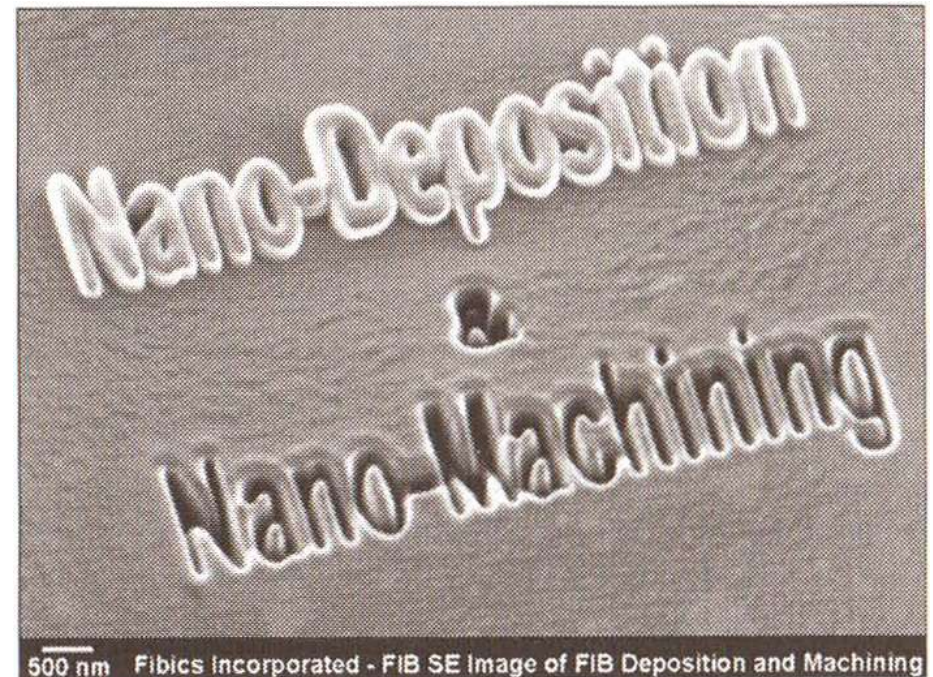 Nano-Deposition
&
Nano-Machining
500 nm Fibics Incorporated - FIB SE Image of FIB Deposition and Machining